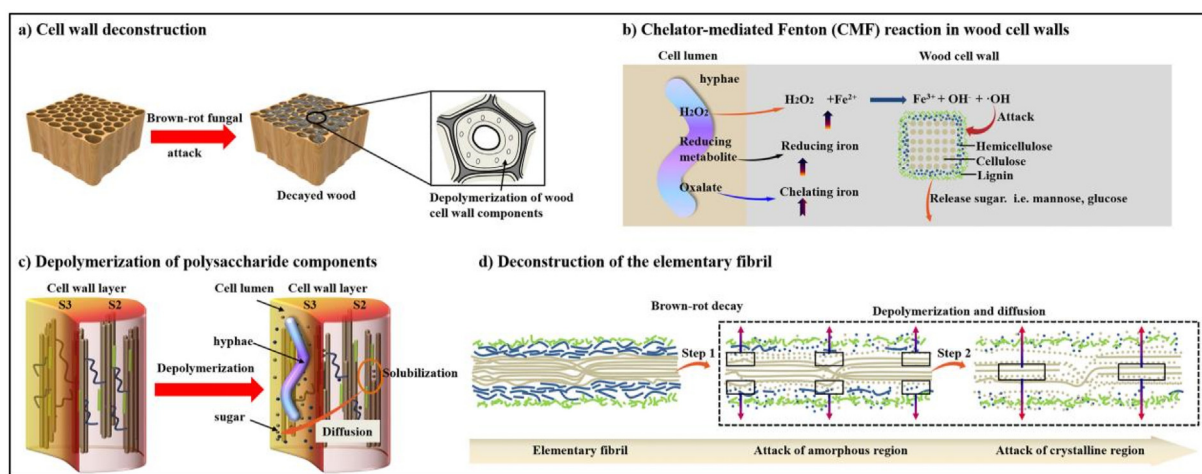 a) Cell wall deconstruction
Brown-rot fungal
attack
Decayed wood
Depolymerization of wood
cell wall components
b) Chelator-mediated Fenton (CMF) reaction in wood cell walls
Cell lumen
Wood cell wall
hyphae
H₂O₂
H₂O₂ +Fe²⁺
Fe³⁺ + OH⁻ + ·OH
Attack
Reducing
metabolite
Reducing iron
Hemicellulose
Cellulose
Lignin
Oxalate
Chelating iron
Release sugar. i.e. mannose, glucose
c) Depolymerization of polysaccharide components
Cell wall layer
S3 S2
Depolymerization
Cell lumen
Cell wall layer
S3 S2
hyphae
Solubilization
sugar
Diffusion
d) Deconstruction of the elementary fibril
Brown-rot decay
Depolymerization and diffusion
Step 1
Step 2
Elementary fibril
Attack of amorphous region
Attack of crystalline region